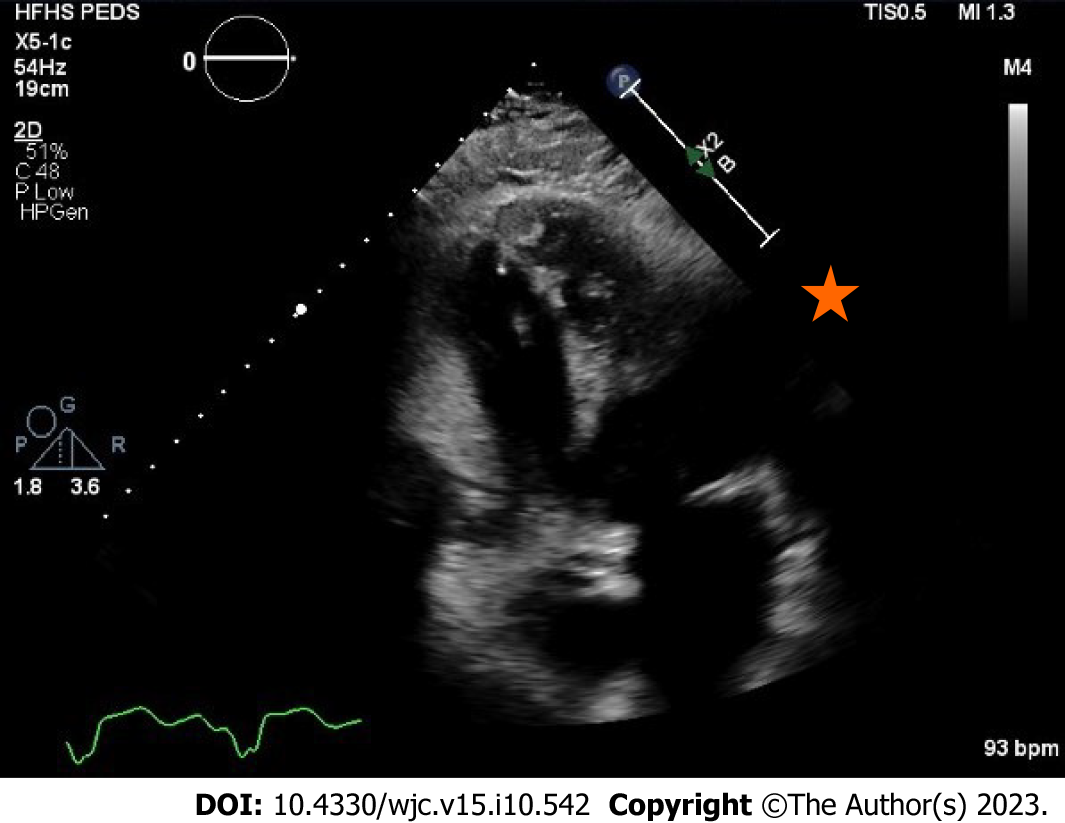 HFHS PEDS
X5-1c
54Hz
19cm
0
2D
51%
C 48
P Low
HPGen
TIS0.5 MI 1.3
M4
P
X2
B
G
P R
1.8 3.6
93 bpm
DOI: 10.4330/wjc.v15.i10.542 Copyright ©The Author(s) 2023.